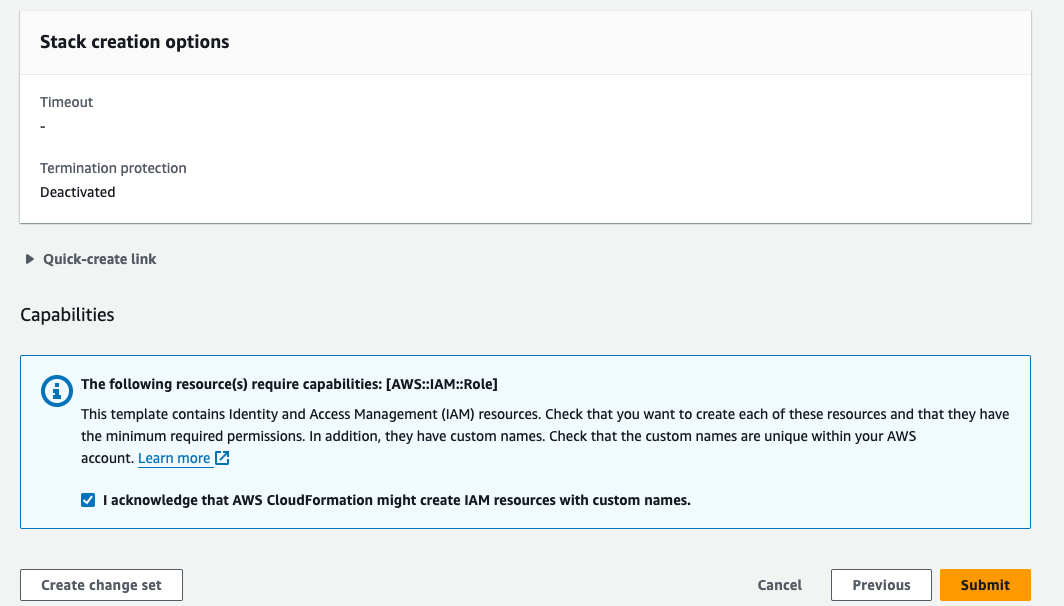 Stack creation options
Timeout
-
Termination protection
Deactivated
Quick-create link
Capabilities
The following resource(s) require capabilities: [AWS::IAM::Role]
This template contains Identity and Access Management (IAM) resources. Check that you want to create each of these resources and that they have
the minimum required permissions. In addition, they have custom names. Check that the custom names are unique within your AWS
account. Learn more
I acknowledge that AWS CloudFormation might create IAM resources with custom names.
Create change set Cancel Previous Submit